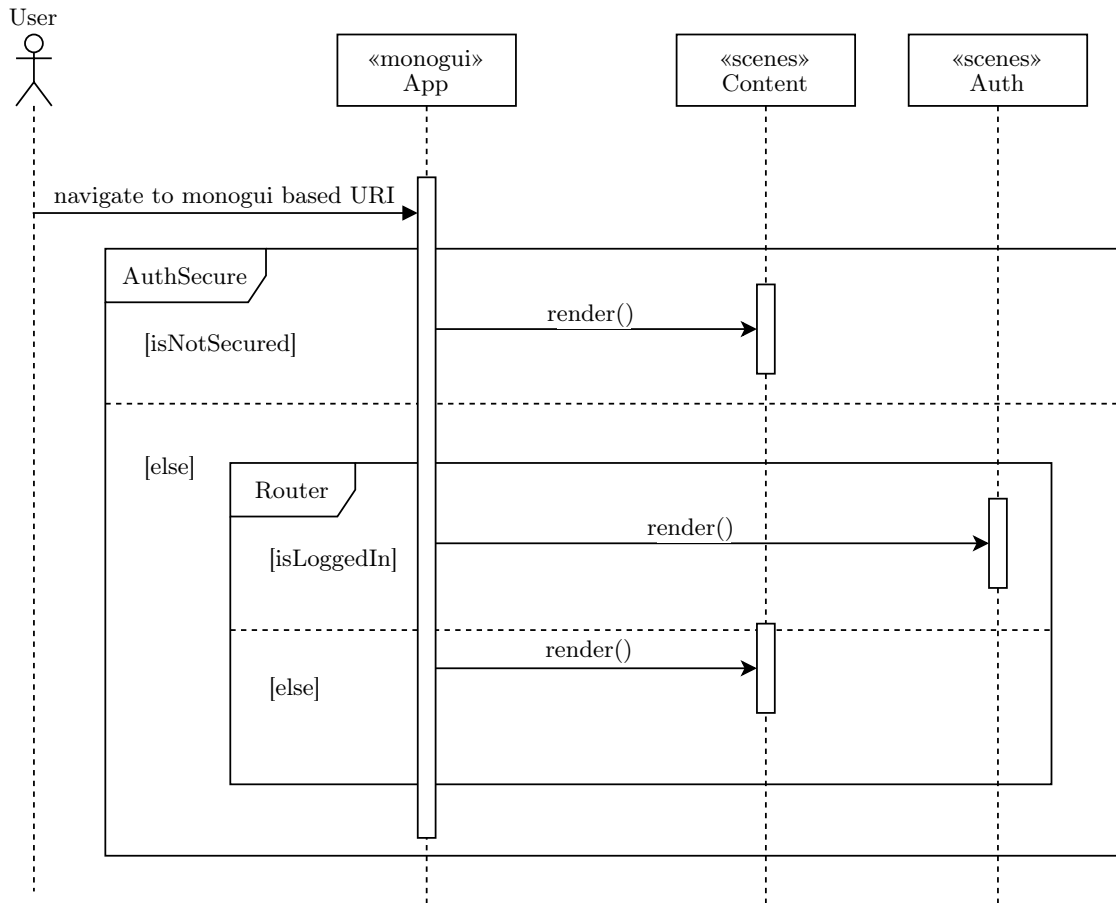 User
«monogui»
App
«scenes»
Content
«scenes»
Auth
navigate to monogui based URI
AuthSecure
render()
[isNotSecured]
[else]
Router
render()
[isLoggedIn]
render()
[else]